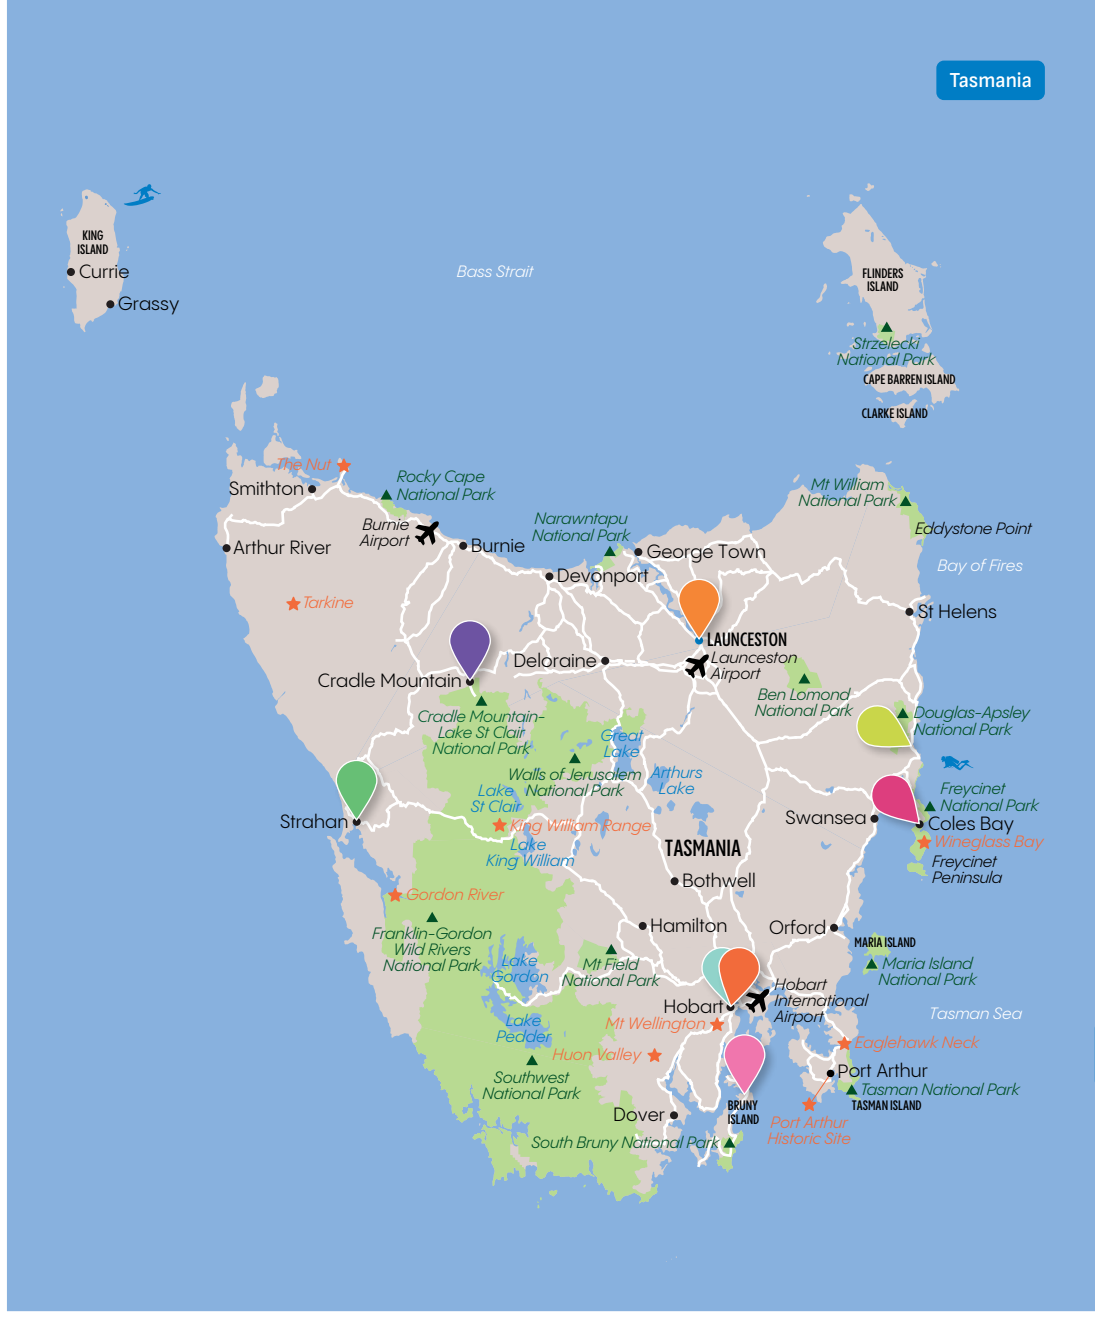 Tasmania
KING
ISLAND
Currie
Grassy
Bass Strait
FLINDERS
ISLAND
Strzelecki
National Park
CAPE BARREN ISLAND
CLARKE ISLAND
The Nut
Smithton
Rocky Cape
National Park
Burnie
Airport
Burnie
Arthur River
Narawntapu
National Park
George Town
Devonport
Mt William
National Park
Eddystone Point
Bay of Fires
Tarkine
St Helens
LAUNCESTON
Launceston
Airport
Deloraine
Cradle Mountain
Ben Lomond
National Park
Cradle Mountain-
Lake St Clair
National Park
Douglas-Apsley
National Park
Great
Lake
Walls of Jerusalem
National Park
Arthurs
Lake
Lake
St Clair
Freycinet
National Park
Strahan
King William Range
Swansea
Coles Bay
Wineglass Bay
Lake
King William
TASMANIA
Freycinet
Peninsula
Bothwell
Gordon River
Hamilton
Orford
Franklin-Gordon
Wild Rivers
National Park
MARIA ISLAND
Maria Island
National Park
Lake
Gordon
Mt Field
National Park
Hobart
Hobart
International
Airport
Tasman Sea
Lake
Pedder
Mt Wellington
Huon Valley
Eaglehawk Neck
Southwest
National Park
Port Arthur
Tasman National Park
TASMAN ISLAND
BRUNY
ISLAND
Dover
Port Arthur
Historic Site
South Bruny National Park